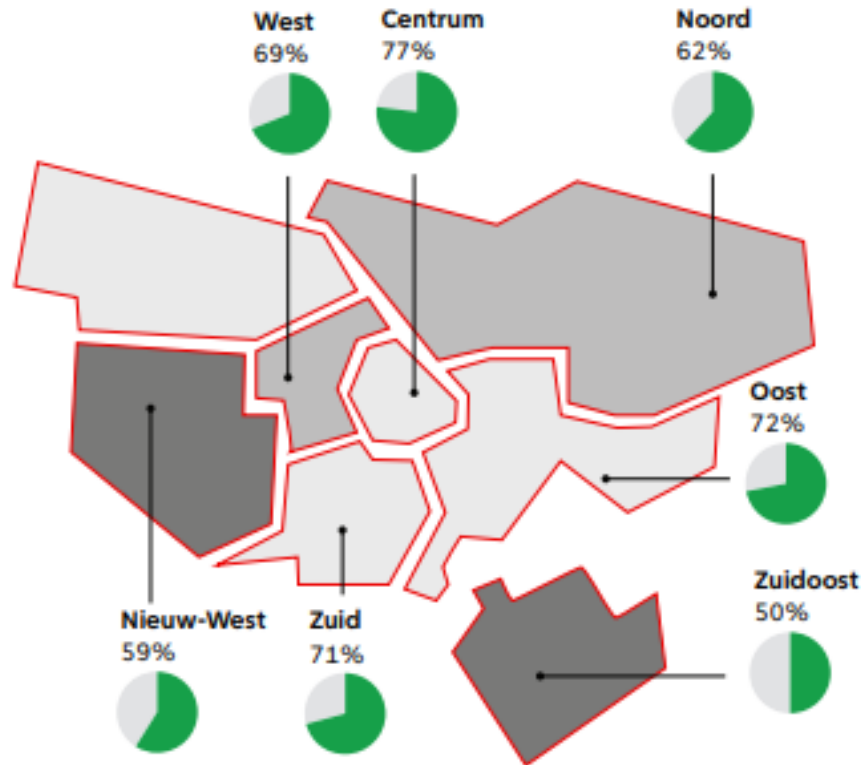 West
69%
Centrum
77%
Noord
62%
Oost
72%
Nieuw-West
59%
Zuid
71%
Zuidoost
50%